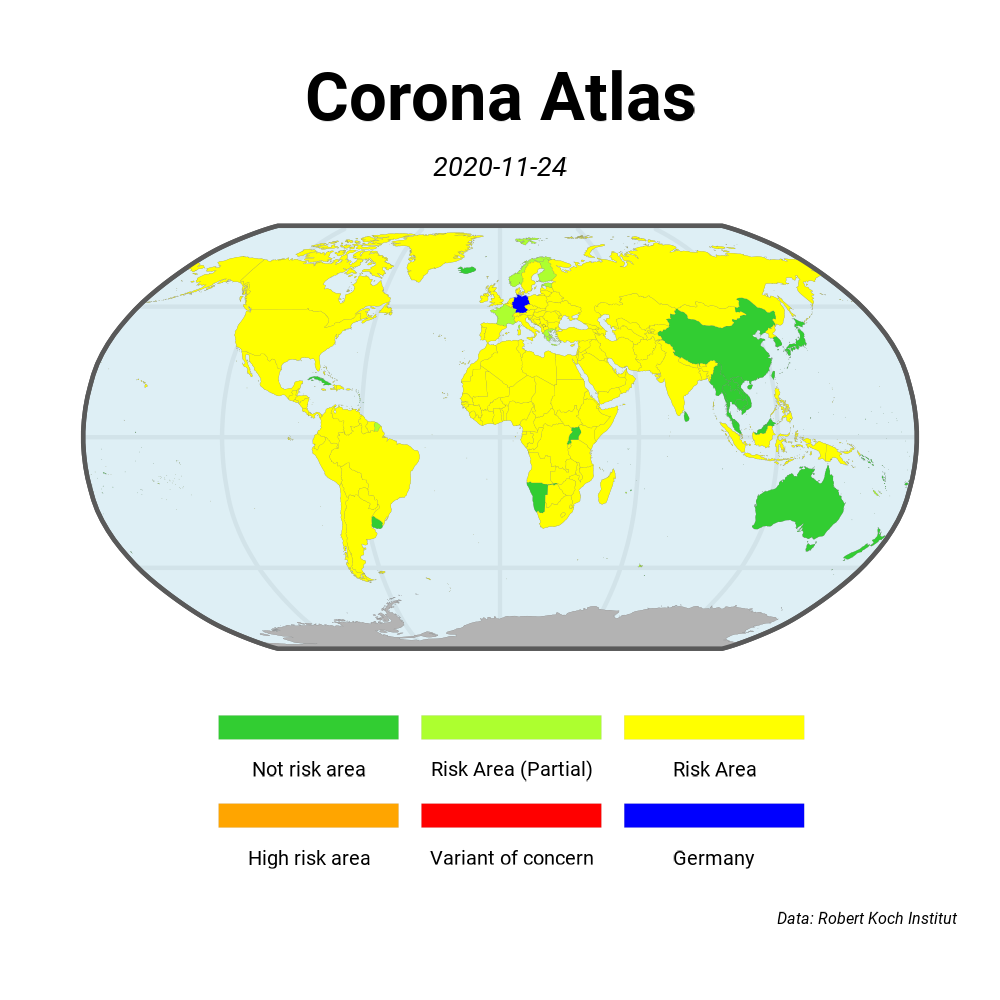 Corona Atlas
2020-11-24
Not risk area
Risk Area (Partial)
Risk Area
High risk area
Variant of concern
Germany
Data: Robert Koch Institut